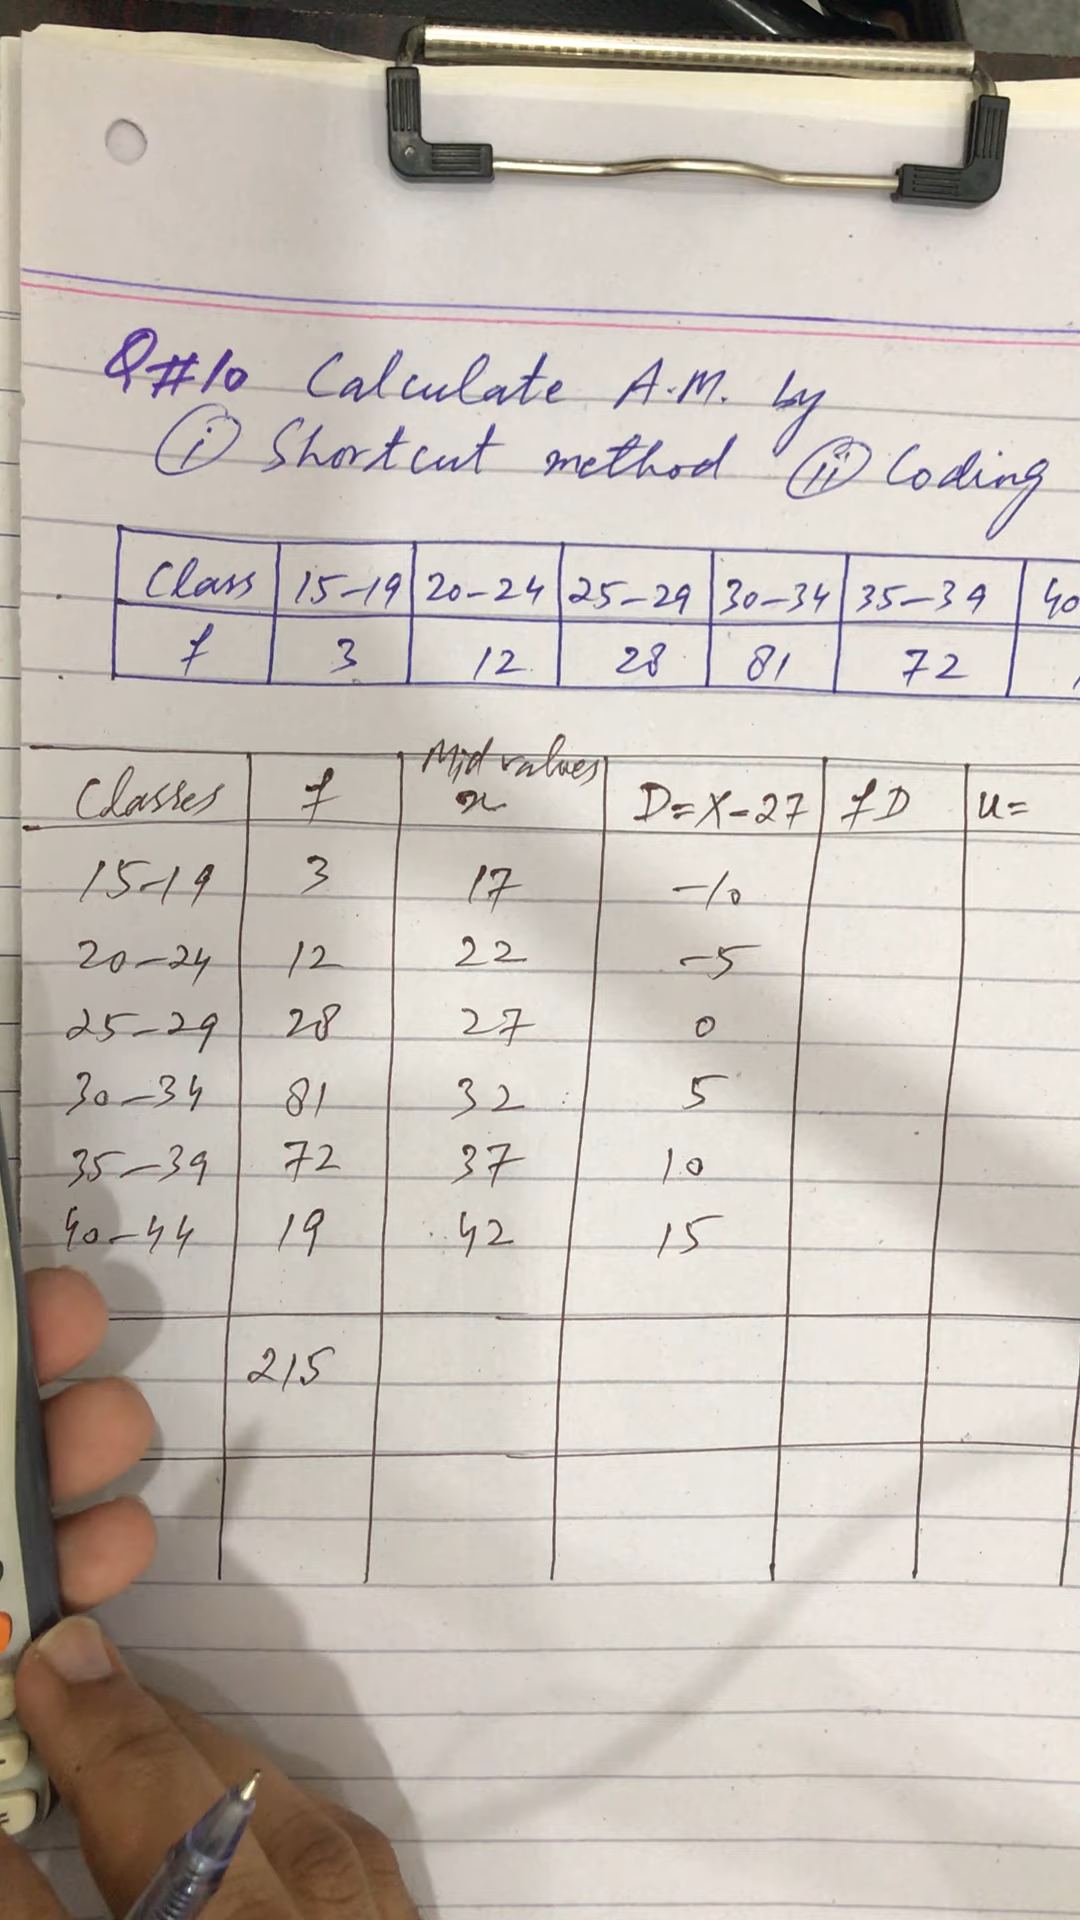 Q#10 Calculate A.M. by
(i) Shortcut method (ii) Coding
Class 15-19 20-24 25-29 30-34 35-39 40
f 3 12 28 81 72
Classes f Mid values x D=X-27 fD u=
15-19 3 17 -10
20-24 12 22 -5
25-29 28 27 0
30-34 81 32 5
35-39 72 37 10
40-44 19 42 15
215